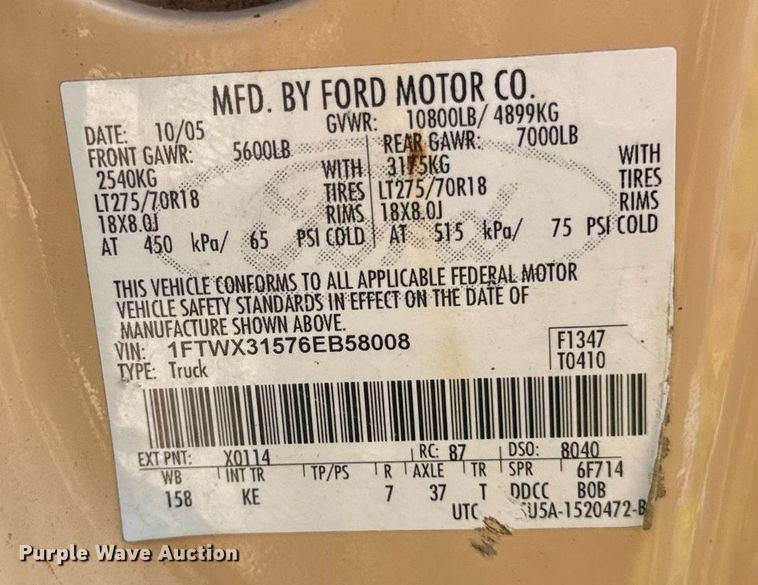 MFD. BY FORD MOTOR CO.
DATE: 10/05 GVWR: 10800LB/ 4899KG
FRONT GAWR: 5600LB REAR GAWR: 7000LB
2540KG WITH 3175KG WITH
LT275/70R18 TIRES LT275/70R18 TIRES
18X8.0J RIMS 18X8.0J RIMS
AT 450 kPa/ 65 PSI COLD AT 515 kPa/ 75 PSI COLD
THIS VEHICLE CONFORMS TO ALL APPLICABLE FEDERAL MOTOR
VEHICLE SAFETY STANDARDS IN EFFECT ON THE DATE OF
MANUFACTURE SHOWN ABOVE.
VIN: 1FTWX31576EB58008 F1347
TYPE: Truck T0410
EXT PNT: X0114 RC: 87 DSO: 8040
WB INT TR TP/PS R AXLE TR SPR 6F714
158 KE 7 37 T DDCC BOB
UTC U5A-1520472-B
Purple Wave Auction